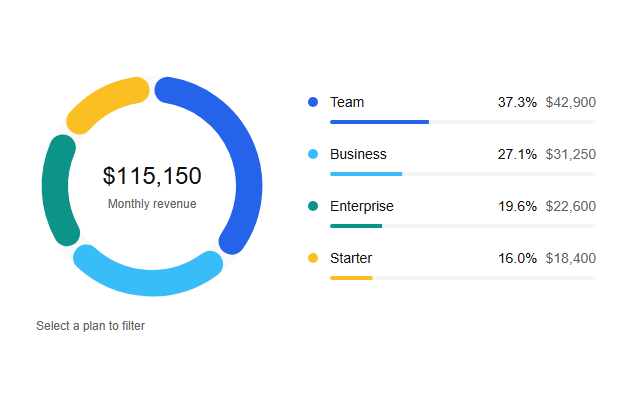 $115,150
Monthly revenue
Team 37.3% $42,900
Business 27.1% $31,250
Enterprise 19.6% $22,600
Starter 16.0% $18,400
Select a plan to filter